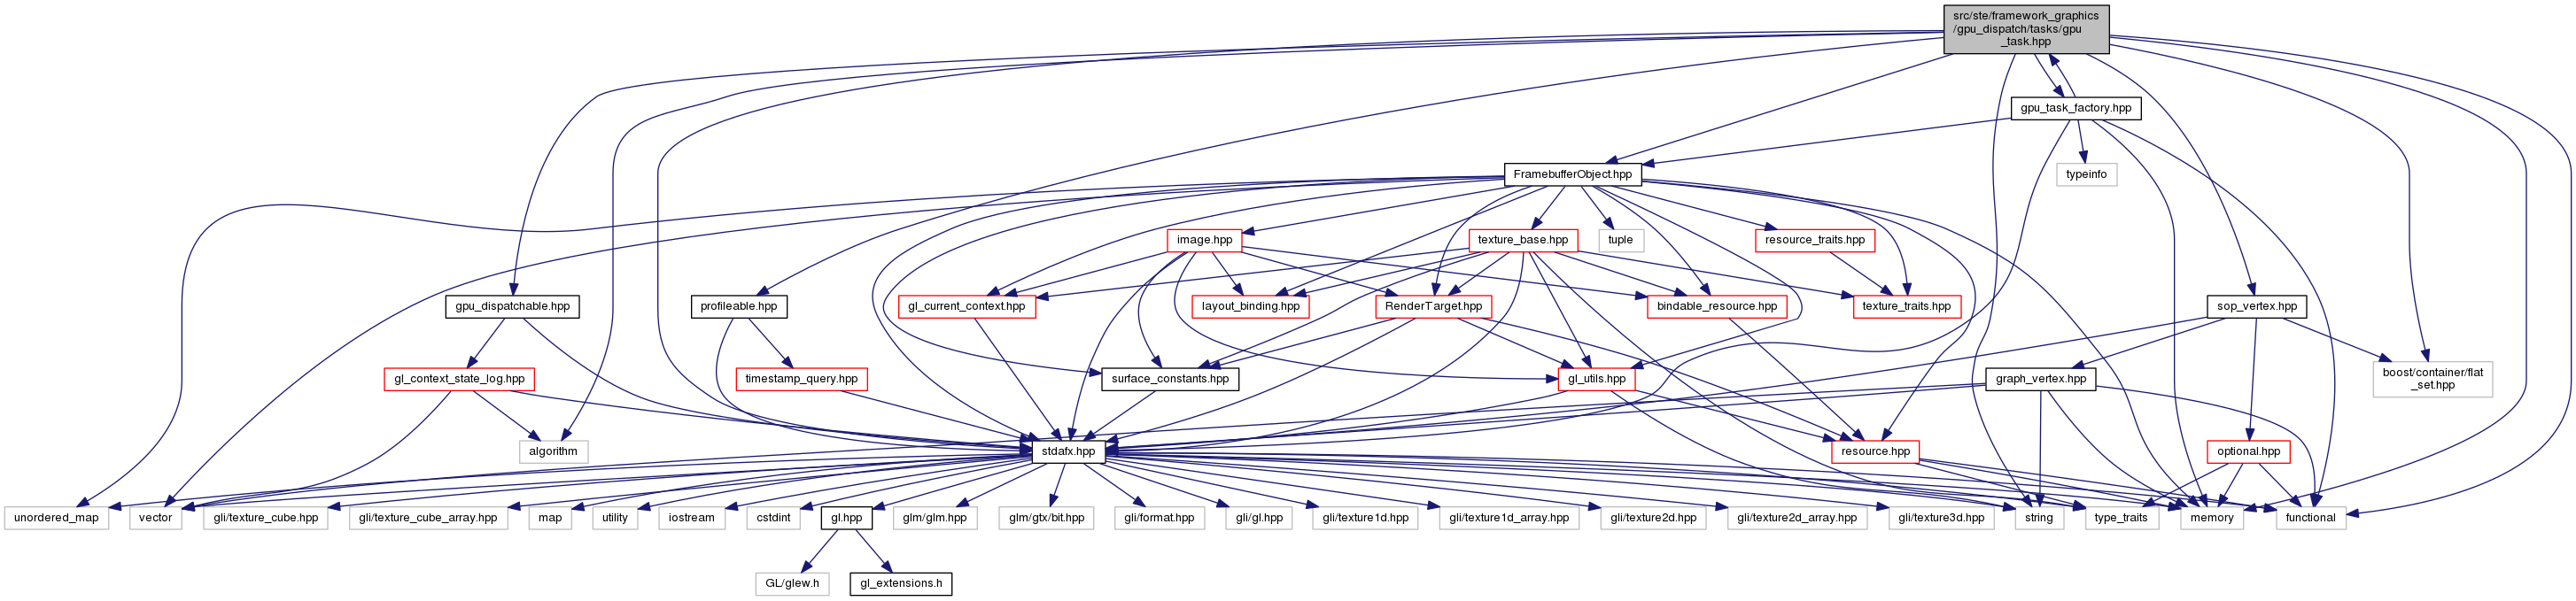 src/ste/framework_graphics
/gpu_dispatch/tasks/gpu
_task.hpp
gpu_task_factory.hpp
FramebufferObject.hpp
typeinfo
image.hpp
texture_base.hpp
tuple
resource_traits.hpp
gpu_dispatchable.hpp
profileable.hpp
gl_current_context.hpp
layout_binding.hpp
RenderTarget.hpp
bindable_resource.hpp
texture_traits.hpp
sop_vertex.hpp
gl_context_state_log.hpp
timestamp_query.hpp
surface_constants.hpp
gl_utils.hpp
graph_vertex.hpp
boost/container/flat
_set.hpp
algorithm
stdafx.hpp
resource.hpp
optional.hpp
unordered_map
vector
gli/texture_cube.hpp
gli/texture_cube_array.hpp
map
utility
iostream
cstdint
gl.hpp
glm/glm.hpp
glm/gtx/bit.hpp
gli/format.hpp
gli/gl.hpp
gli/texture1d.hpp
gli/texture1d_array.hpp
gli/texture2d.hpp
gli/texture2d_array.hpp
gli/texture3d.hpp
string
type_traits
memory
functional
GL/glew.h
gl_extensions.h